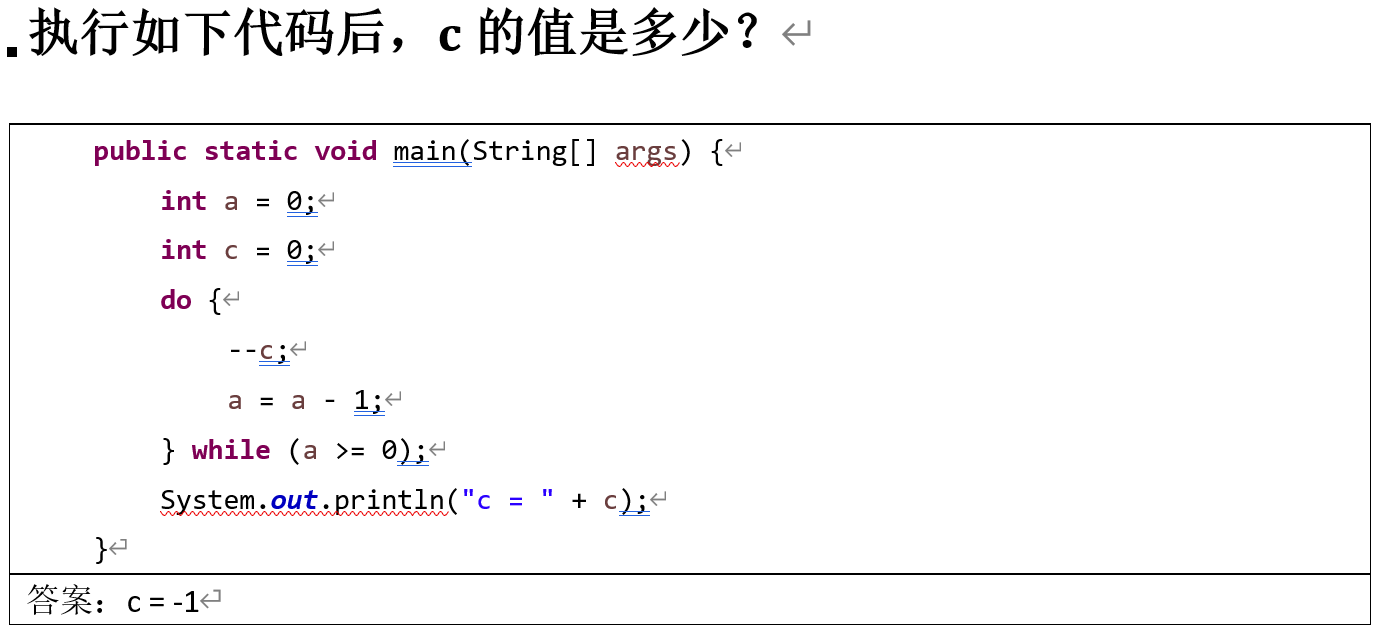 执行如下代码后，c 的值是多少？
public static void main(String[] args) {
int a = 0;
int c = 0;
do {
--c;
a = a - 1;
} while (a >= 0);
System.out.println("c = " + c);
}
答案：c = -1